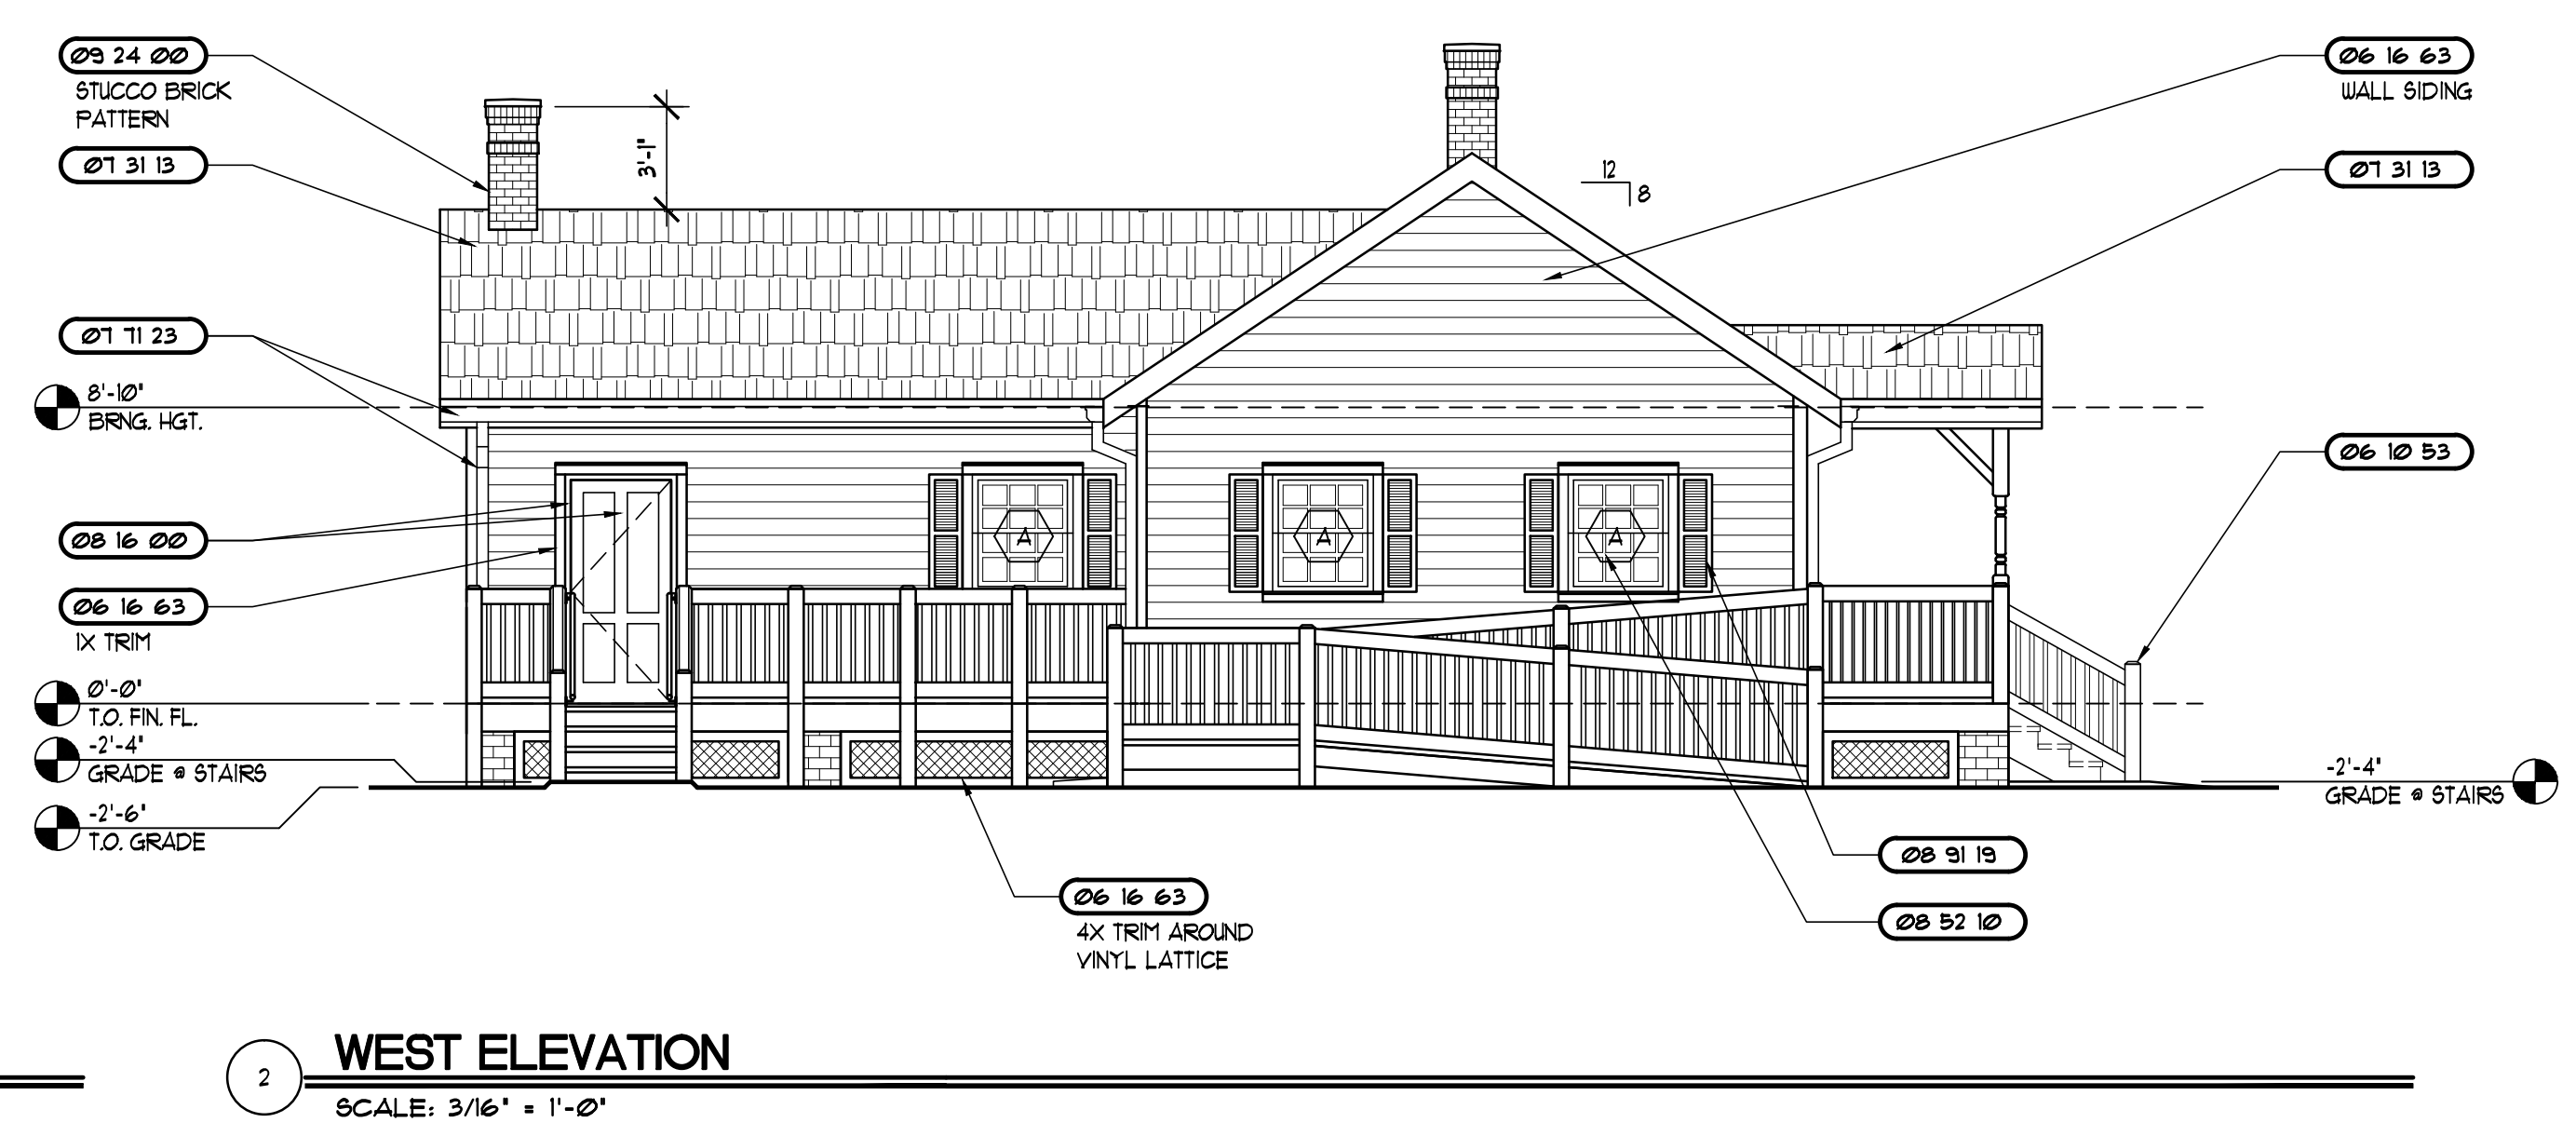 09 24 00
STUCCO BRICK
PATTERN
07 31 13
07 71 23
8'-10"
BRNG. HGT.
08 16 00
06 16 63
1X TRIM
0'-0"
T.O. FIN. FL.
-2'-4"
GRADE @ STAIRS
-2'-6"
T.O. GRADE
3'-1"
12
8
A
A
A
06 16 63
WALL SIDING
07 31 13
06 10 53
-2'-4"
GRADE @ STAIRS
08 91 19
08 52 10
06 16 63
4X TRIM AROUND
VINYL LATTICE
2
WEST ELEVATION
SCALE: 3/16" = 1'-0"